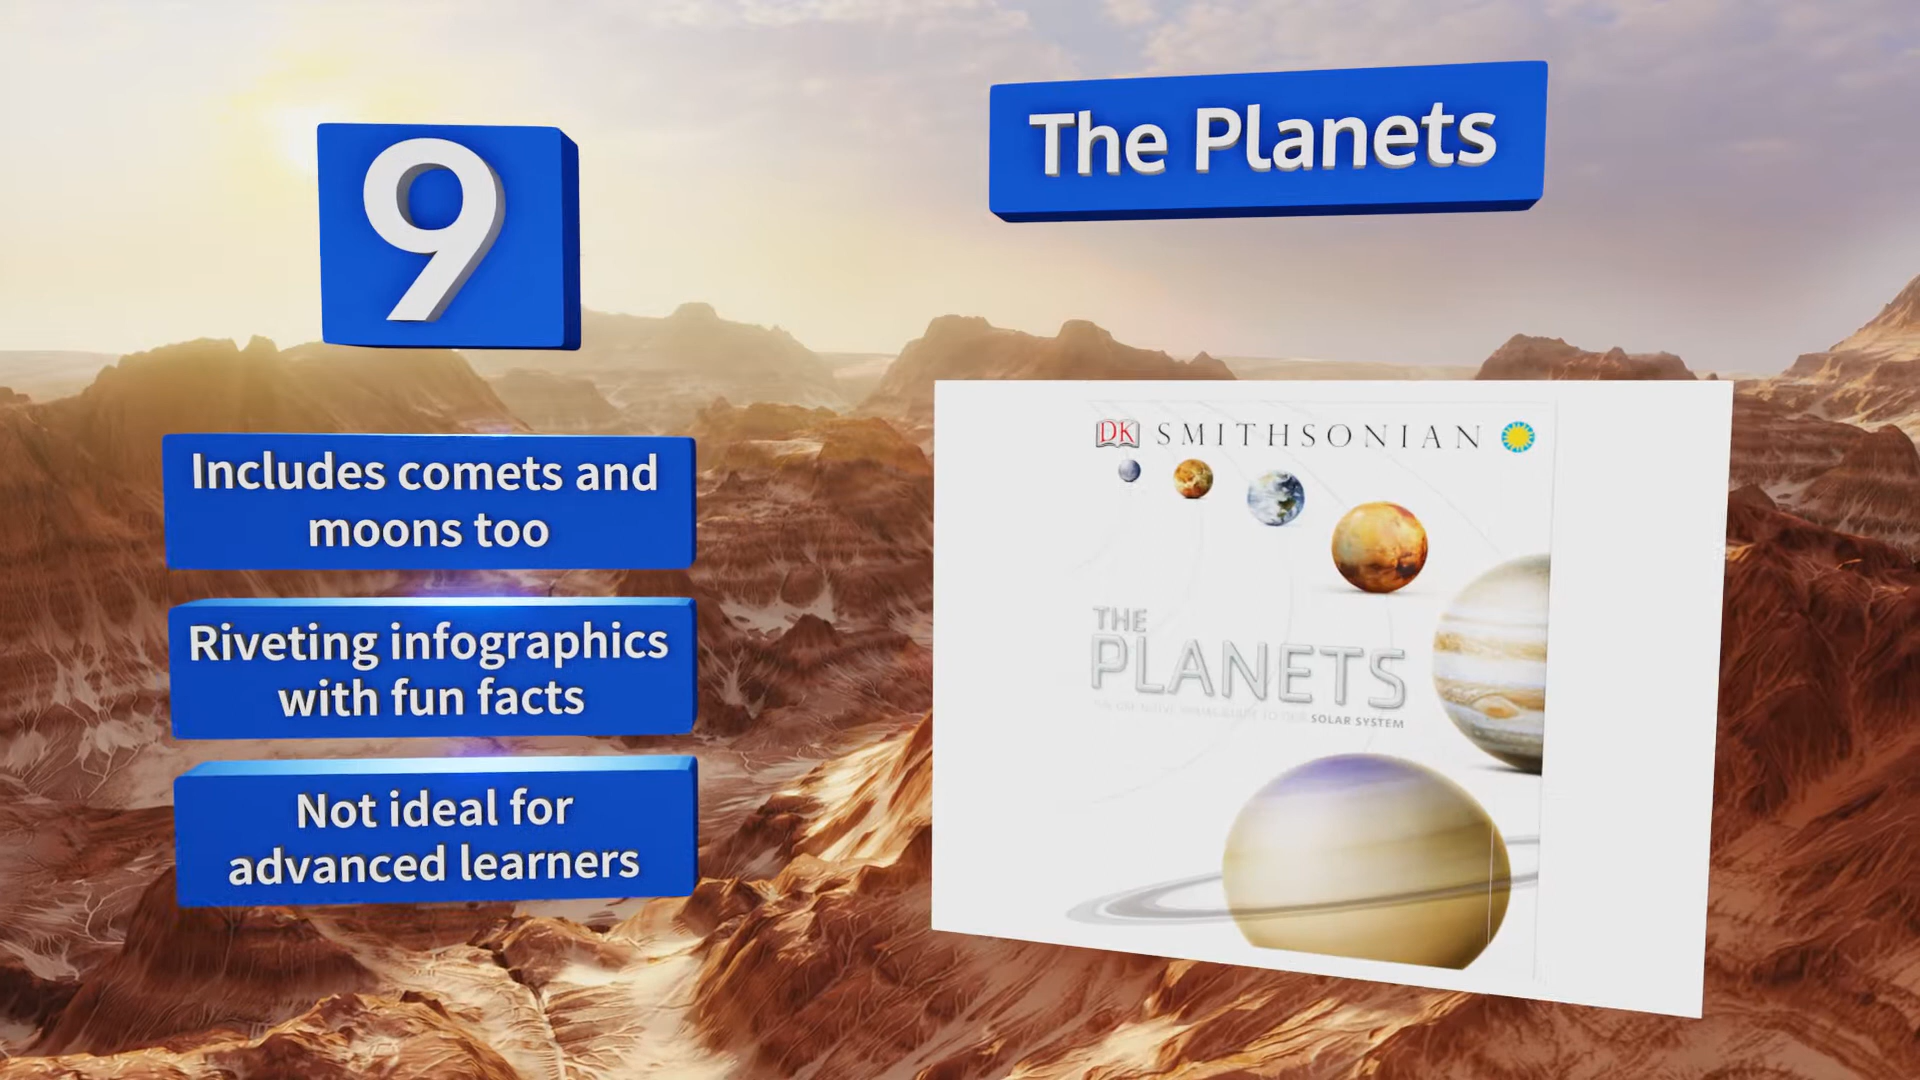 9
The Planets
Includes comets and
moons too
Riveting infographics
with fun facts
Not ideal for
advanced learners
DK SMITHSONIAN
THE
PLANETS
SOLAR SYSTEM